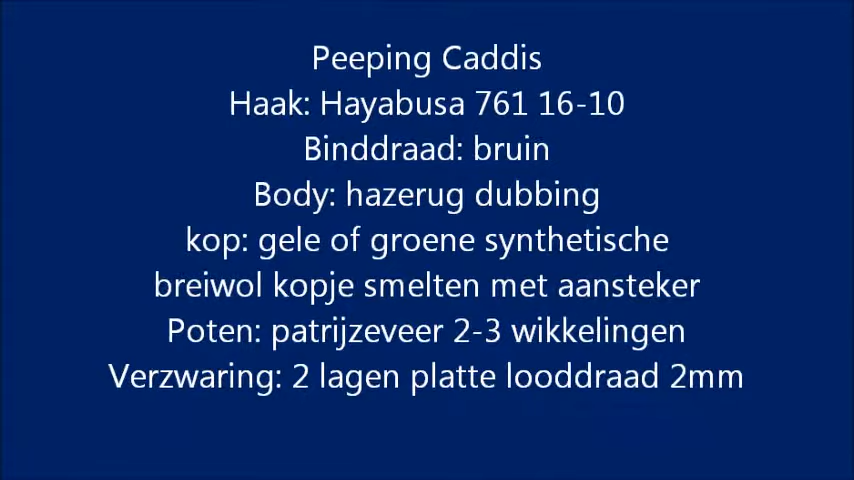 Peeping Caddis
Haak: Hayabusa 761 16-10
Binddraad: bruin
Body: hazerug dubbing
kop: gele of groene synthetische
breiwol kopje smelten met aansteker
Poten: patrijzeveer 2-3 wikkelingen
Verzwaring: 2 lagen platte looddraad 2mm